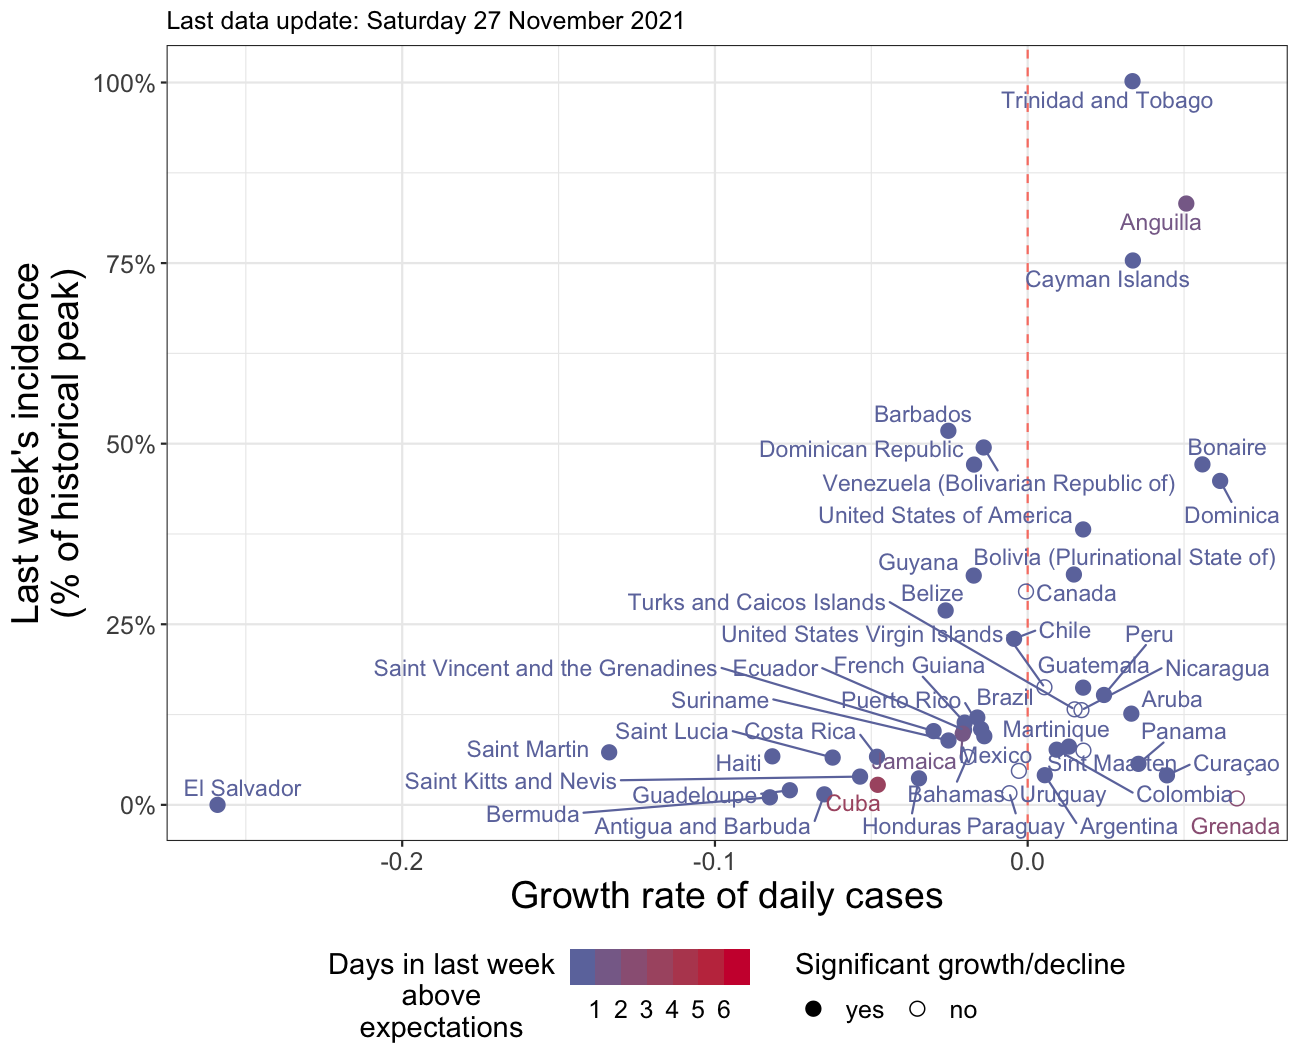 Last data update: Saturday 27 November 2021
Last week's incidence
(% of historical peak)
100%
75%
50%
25%
0%
Trinidad and Tobago
Anguilla
Cayman Islands
Barbados
Dominican Republic
Bonaire
Venezuela (Bolivarian Republic of)
United States of America
Dominica
Guyana
Bolivia (Plurinational State of)
Belize
Canada
Turks and Caicos Islands
United States Virgin Islands
Chile
Peru
Saint Vincent and the Grenadines
Ecuador
French Guiana
Guatemala
Nicaragua
Suriname
Puerto Rico
Brazil
Aruba
Saint Lucia
Costa Rica
Martinique
Panama
Saint Martin
Haiti
Jamaica
Mexico
Sint Maarten
Curaçao
El Salvador
Saint Kitts and Nevis
Guadeloupe
Cuba
Bahamas
Uruguay
Colombia
Bermuda
Antigua and Barbuda
Honduras
Paraguay
Argentina
Grenada
-0.2
-0.1
0.0
Growth rate of daily cases
Days in last week
above
expectations
1 2 3 4 5 6
Significant growth/decline
yes
no